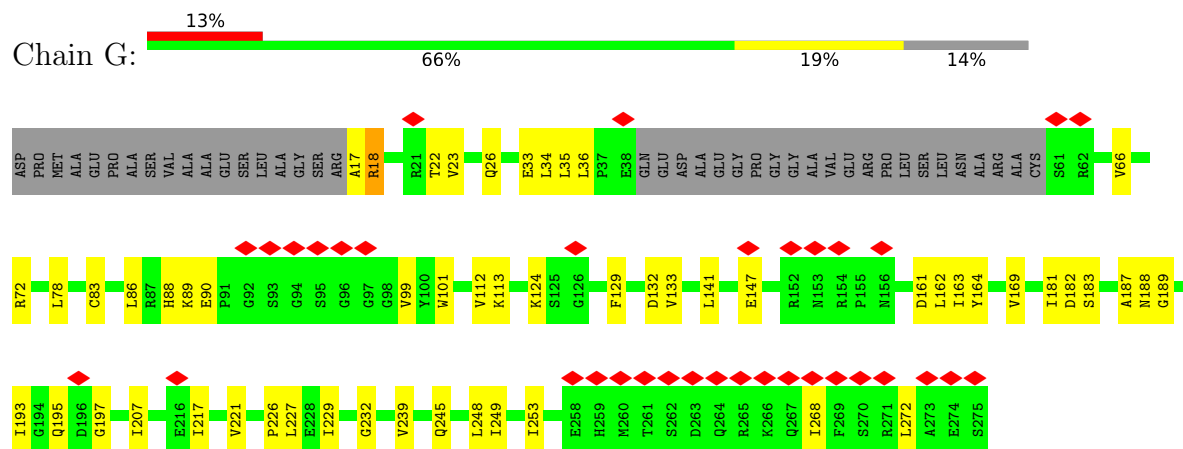 13%
Chain G:
66% 19% 14%
ASP PRO MET ALA GLU PRO ALA SER VAL ALA ALA GLU SER LEU ALA GLY SER ARG A17 R18 R21 T22 V23 Q26 E33 L34 L35 L36 P37 E38 GLN GLU ASP ALA GLU GLY PRO GLY GLY ALA VAL GLU ARG PRO LEU SER LEU ASN ALA ARG ALA CYS S61 R62 V66
R72 L78 C83 L86 R87 H88 K89 E90 P91 G92 S93 G94 S95 G96 G97 G98 V99 Y100 W101 V112 K113 K124 S125 G126 F129 D132 V133 L141 E147 R152 N153 R154 P155 N156 D161 L162 I163 Y164 V169 I181 D182 S183 A187 N188 G189
I193 G194 Q195 D196 G197 I207 E216 I217 V221 P226 L227 E228 I229 G232 V239 Q245 L248 I249 I253 E258 H259 M260 T261 S262 D263 Q264 R265 K266 Q267 I268 F269 S270 R271 L272 A273 E274 S275